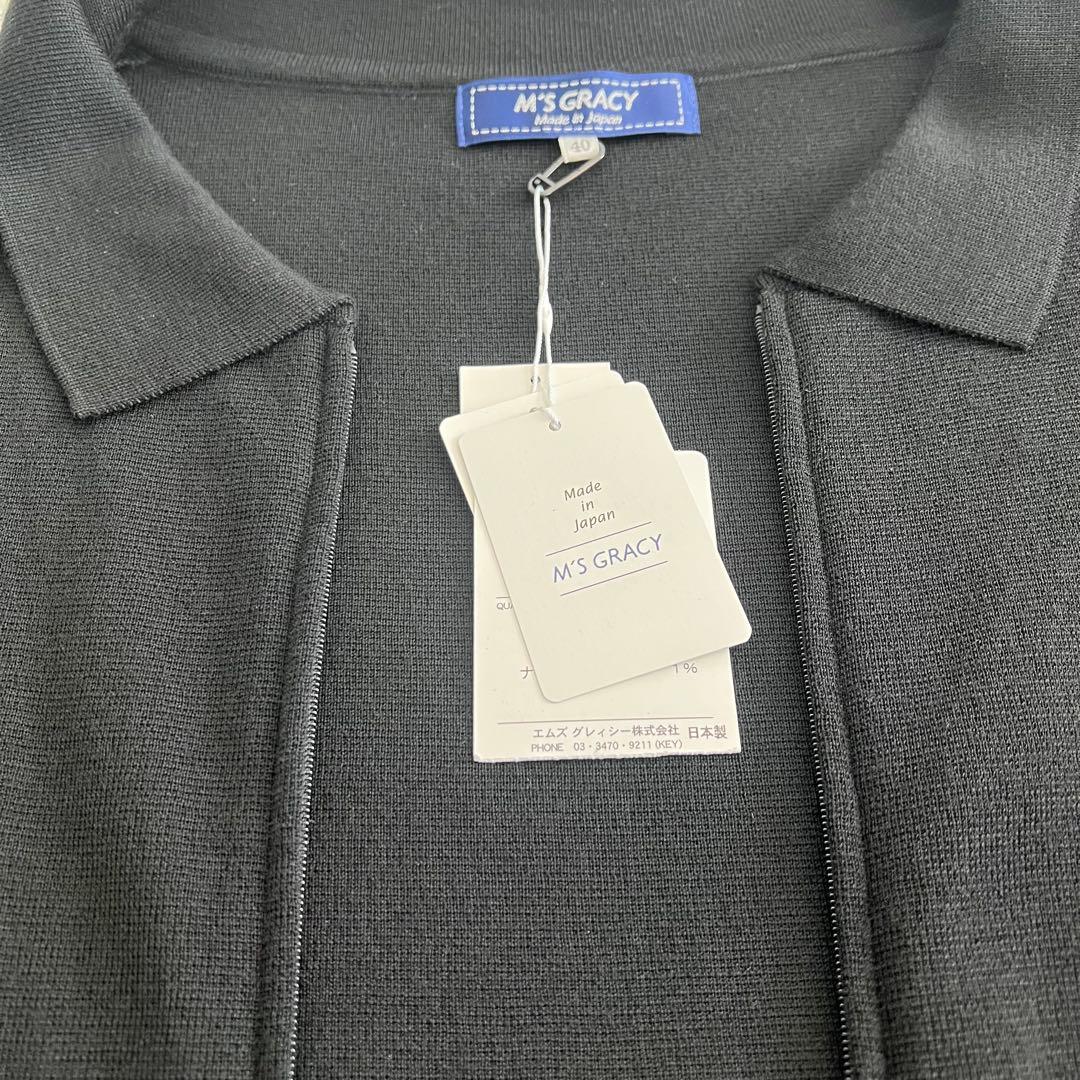 M'S GRACY
Made in Japan
40
Made
in
Japan
M'S GRACY
QUA
ナ
1%
エムズ グレィシー株式会社 日本製
PHONE 03・3470・9211(KEY)